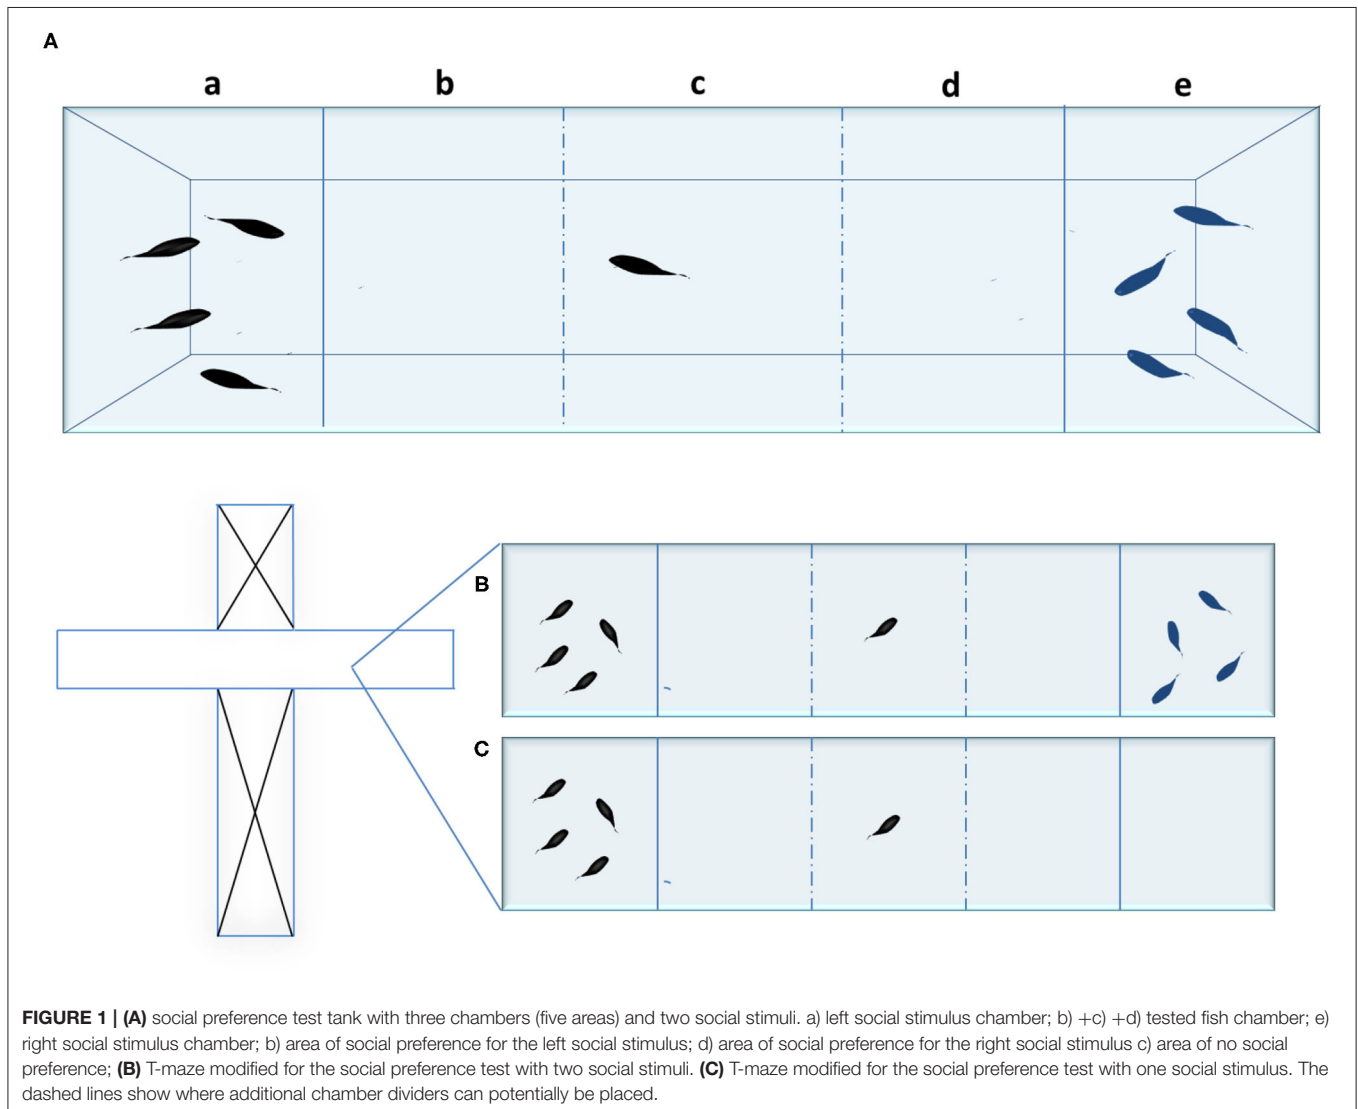 A
a b c d e
B
C
FIGURE 1 | (A) social preference test tank with three chambers (five areas) and two social stimuli. a) left social stimulus chamber; b) +c) +d) tested fish chamber; e)
right social stimulus chamber; b) area of social preference for the left social stimulus; d) area of social preference for the right social stimulus c) area of no social
preference; (B) T-maze modified for the social preference test with two social stimuli. (C) T-maze modified for the social preference test with one social stimulus. The
dashed lines show where additional chamber dividers can potentially be placed.